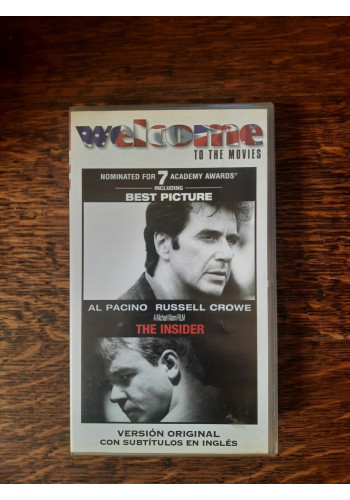 welcome
TO THE MOVIES
NOMINATED FOR 7 ACADEMY AWARDS®
INCLUDING
BEST PICTURE
AL PACINO RUSSELL CROWE
A Michael Mann FILM
THE INSIDER
VERSIÓN ORIGINAL
CON SUBTÍTULOS EN INGLÉS